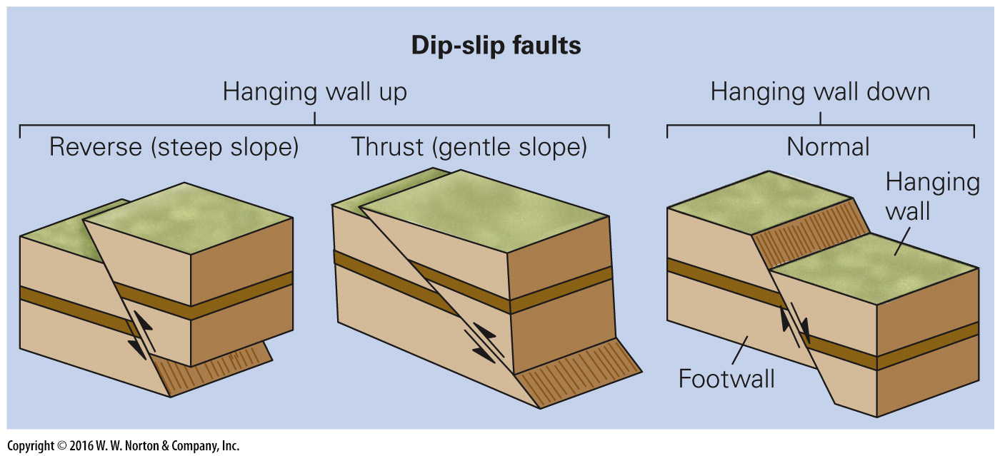 Dip-slip faults
Hanging wall up
Hanging wall down
Reverse (steep slope)
Thrust (gentle slope)
Normal
Hanging
wall
Footwall
Copyright © 2016 W. W. Norton & Company, Inc.